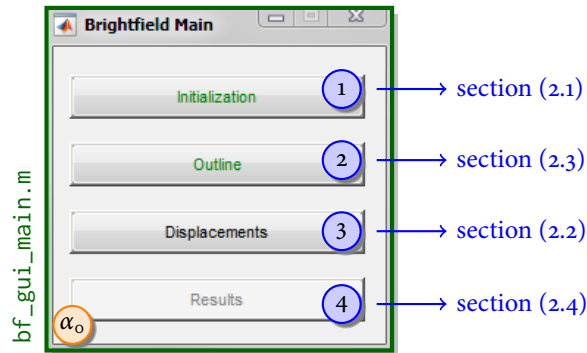 Brightfield Main
Initialization 1 section (2.1)
Outline 2 section (2.3)
Displacements 3 section (2.2)
Results 4 section (2.4)
α₀
bf_gui_main.m